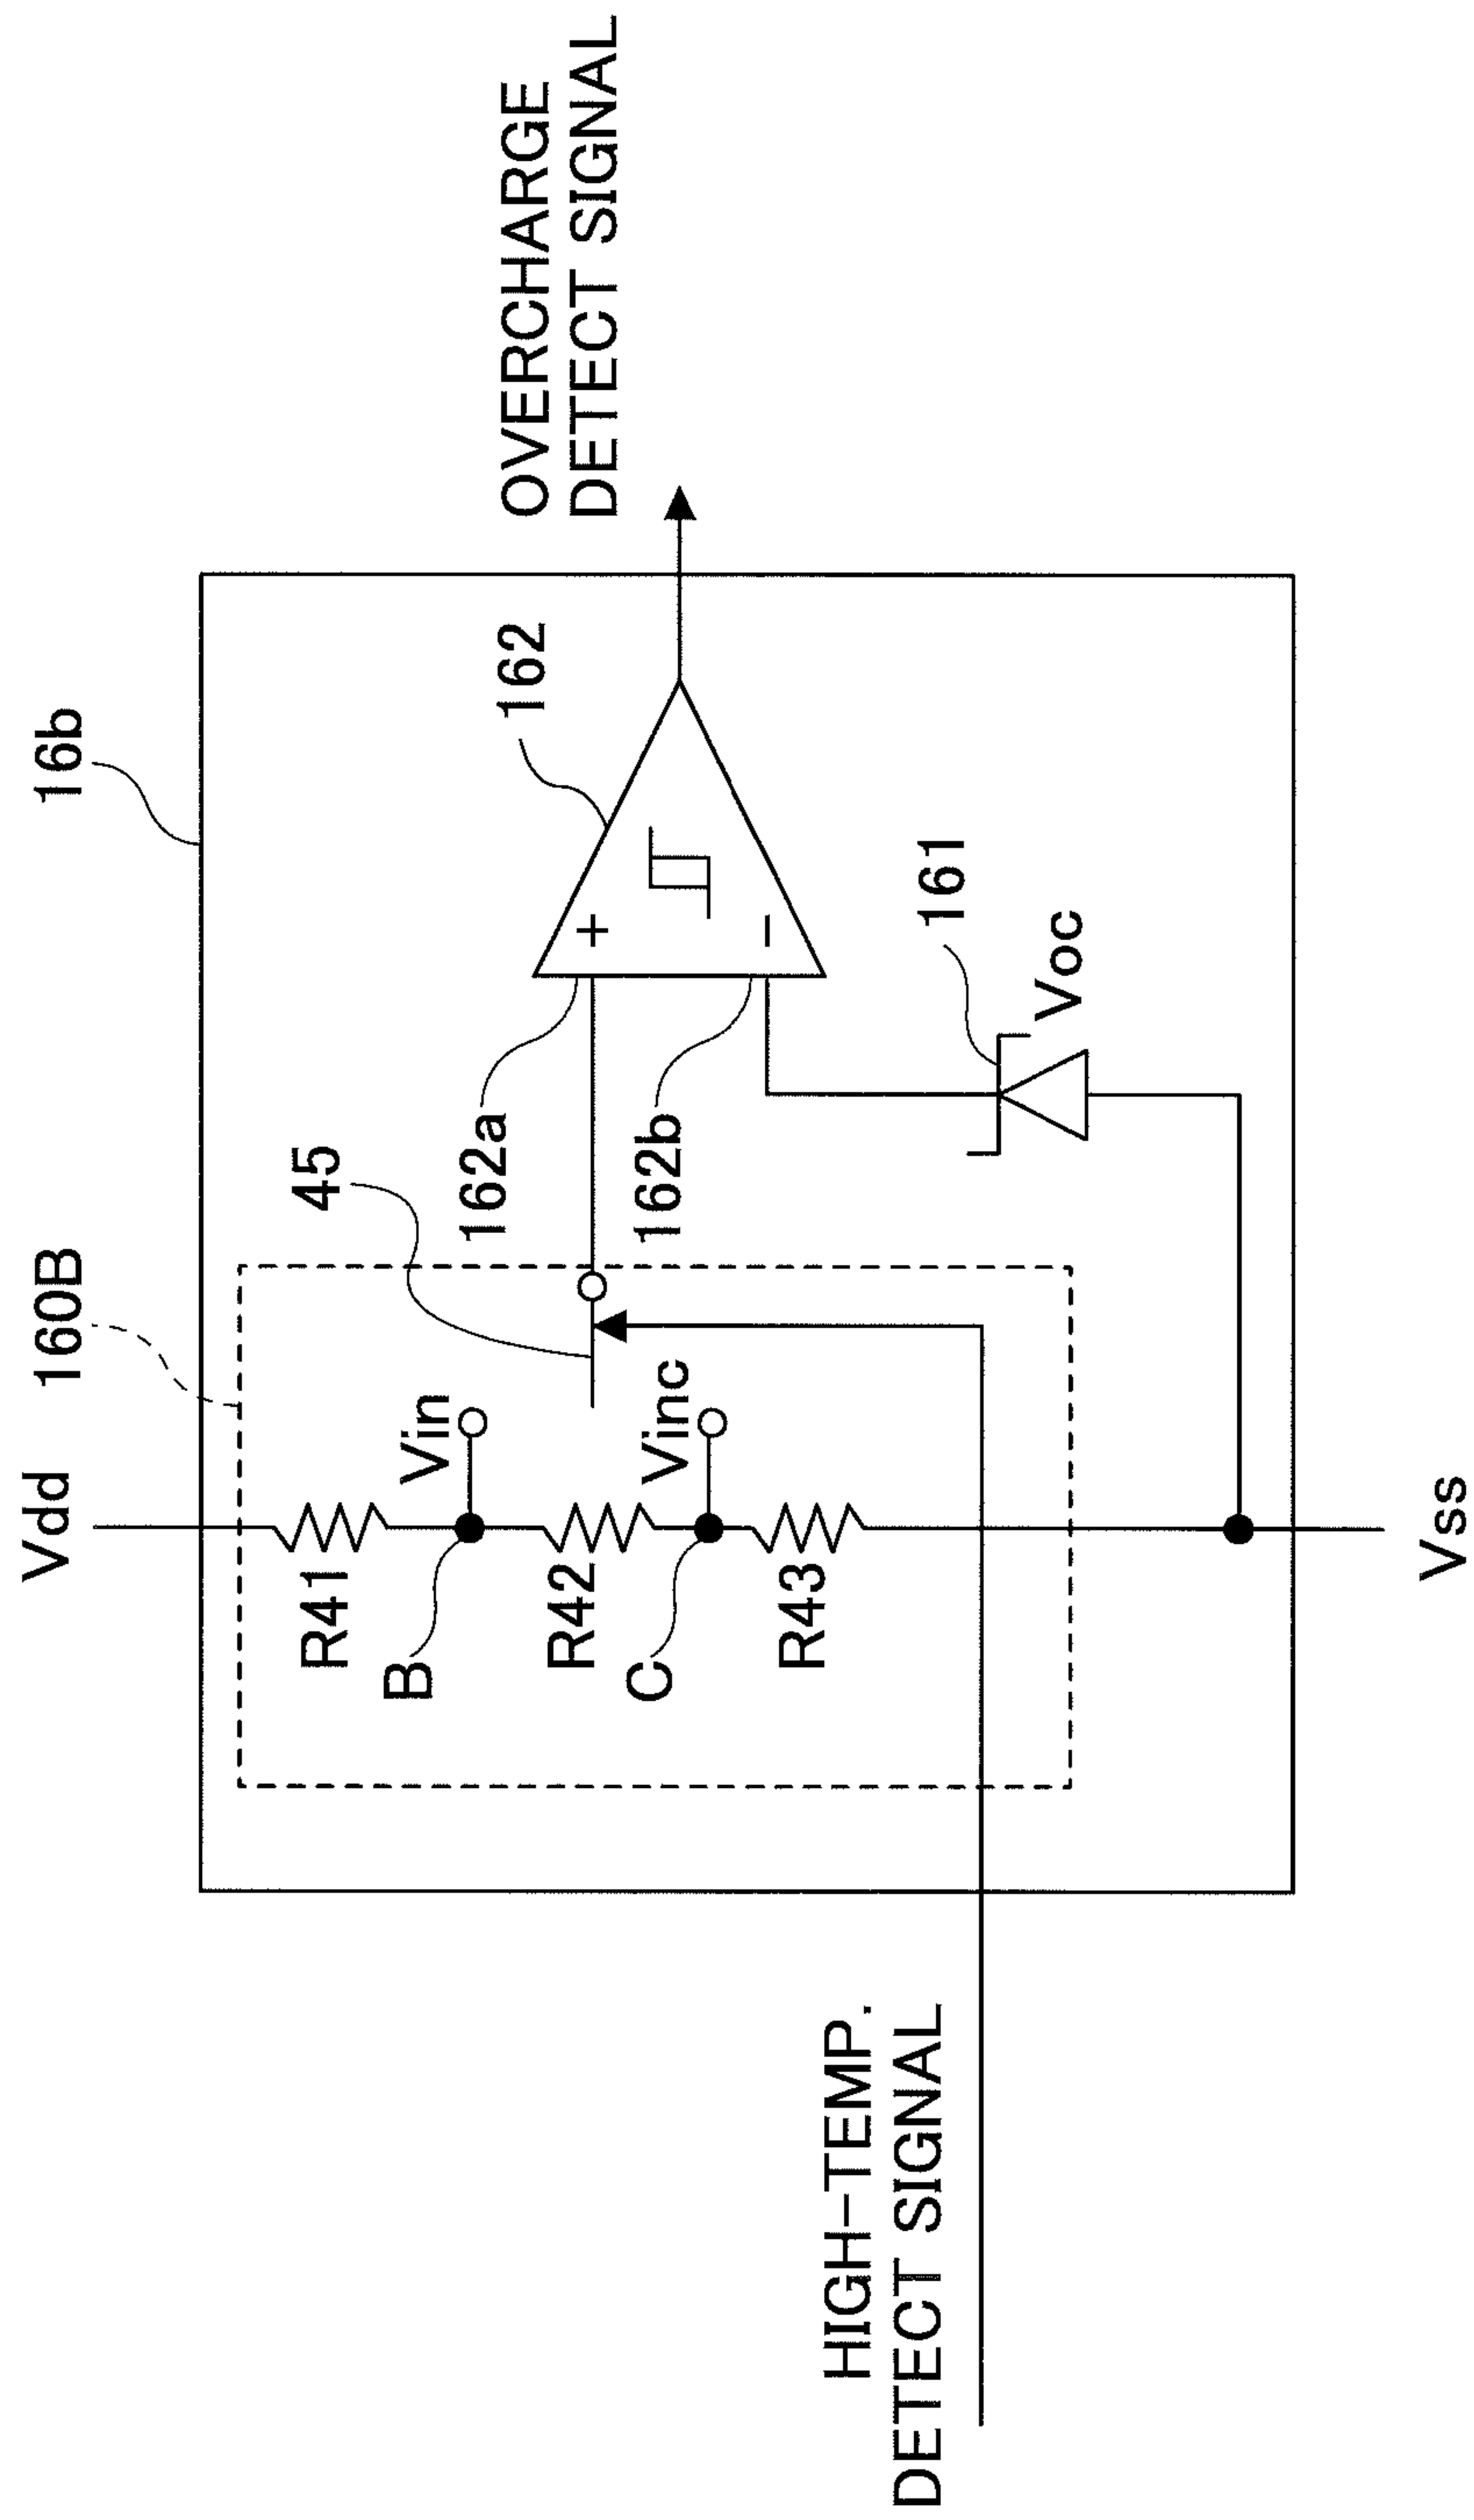 Vdd
160B
16b
R41
Vin
B
45
162
OVERCHARGE
DETECT SIGNAL
162a
+
R42
Vinc
C
162b
−
R43
161
Voc
HIGH-TEMP.
DETECT SIGNAL
Vss